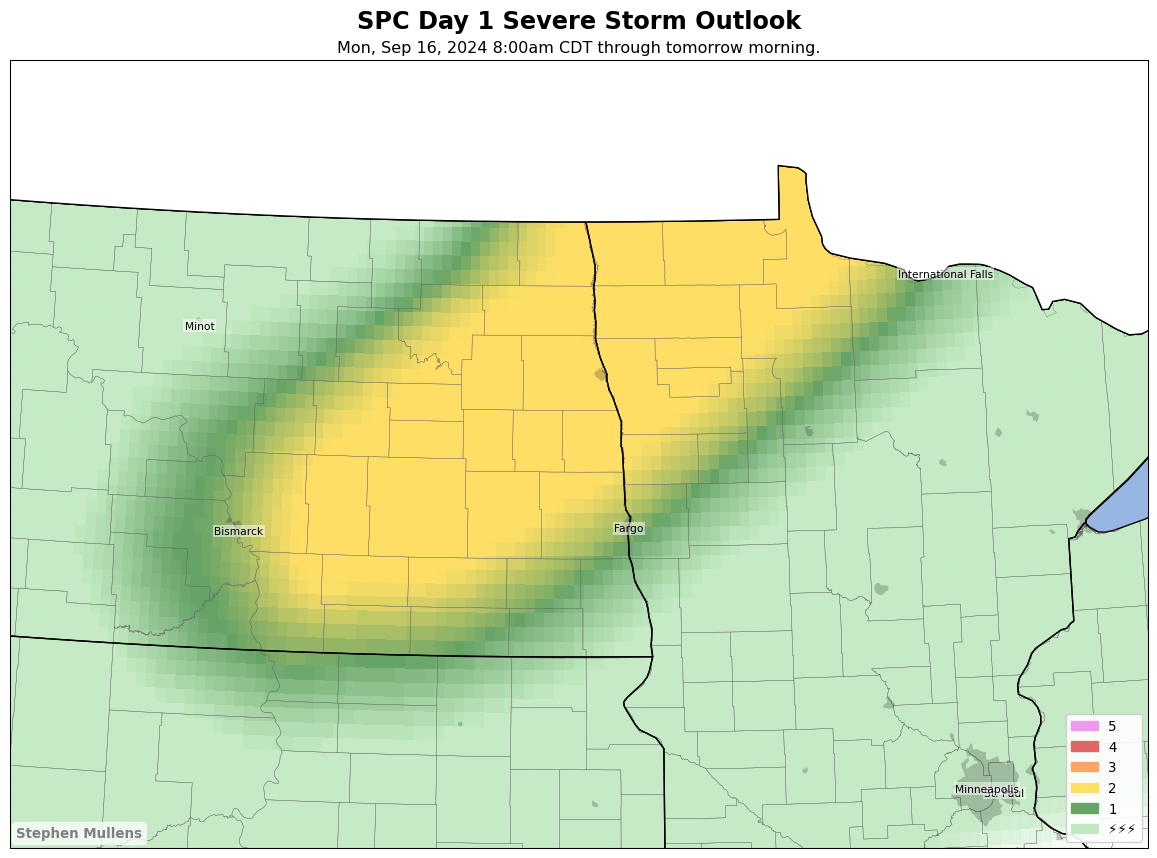 SPC Day 1 Severe Storm Outlook
Mon, Sep 16, 2024 8:00am CDT through tomorrow morning.
International Falls
Minot
Bismarck
Fargo
Minneapolis
St. Paul
5
4
3
2
1
⚡⚡⚡
Stephen Mullens